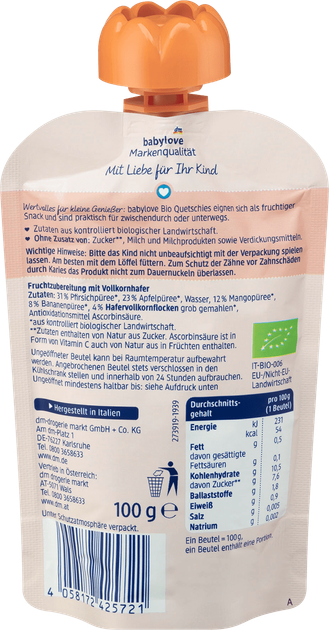 babylove
Markenqualität
Mit Liebe für Ihr Kind
Wertvolles für kleine Genießer: babylove Bio Quetschies eignen sich als fruchtiger
Snack und sind praktisch für zwischendurch oder unterwegs.
Zutaten aus kontrolliert biologischer Landwirtschaft.
Ohne Zusatz von: Zucker**, Milch und Milchprodukten sowie Verdickungsmitteln.
Wichtige Hinweise: Bitte das Kind nicht unbeaufsichtigt mit der Verpackung spielen
lassen. Am besten mit dem Löffel füttern. Zum Schutz der Zähne vor Zahnschäden
durch Karies das Produkt nicht zum Dauernuckeln überlassen.
Fruchtzubereitung mit Vollkornhafer
Zutaten: 31% Pfirsichpüree*, 23% Apfelpüree*, Wasser, 12% Mangopüree*,
8% Bananenpüree*, 4% Hafervollkornflocken grob gemahlen*,
Antioxidationsmittel Ascorbinsäure.
*aus kontrolliert biologischer Landwirtschaft.
**Zutaten enthalten von Natur aus Zucker. Ascorbinsäure ist in
Form von Vitamin C auch von Natur aus in Früchten enthalten.
Ungeöffneter Beutel kann bei Raumtemperatur aufbewahrt
werden. Angebrochenen Beutel stets verschlossen in den
Kühlschrank stellen und innerhalb von 24 Stunden aufbrauchen.
Ungeöffnet mindestens haltbar bis: siehe Aufdruck unten
IT-BIO-006
EU-/Nicht-EU-
Landwirtschaft
Hergestellt in Italien
dm-drogerie markt GmbH + Co. KG
Am dm-Platz 1
DE-76227 Karlsruhe
Tel. 0800 3658633
www.dm.de
Vertrieb in Österreich:
dm drogerie markt
AT-5071 Wals
Tel. 0800 3658633
www.dm.at
Unter Schutzatmosphäre verpackt.
273919-1939
100 g e
Durchschnitts-
gehalt pro 100g
(1 Beutel)
Energie kJ 231
kcal 54
Fett g 0,5
davon gesättigte
Fettsäuren g 0,1
Kohlenhydrate g 10,5
davon Zucker** g 7,6
Ballaststoffe g 1,8
Eiweiß g 0,9
Salz g 0,005
Natrium g 0,002
Ein Beutel = 100g,
ein Beutel enthält eine Portion.
4 058172 425721
A